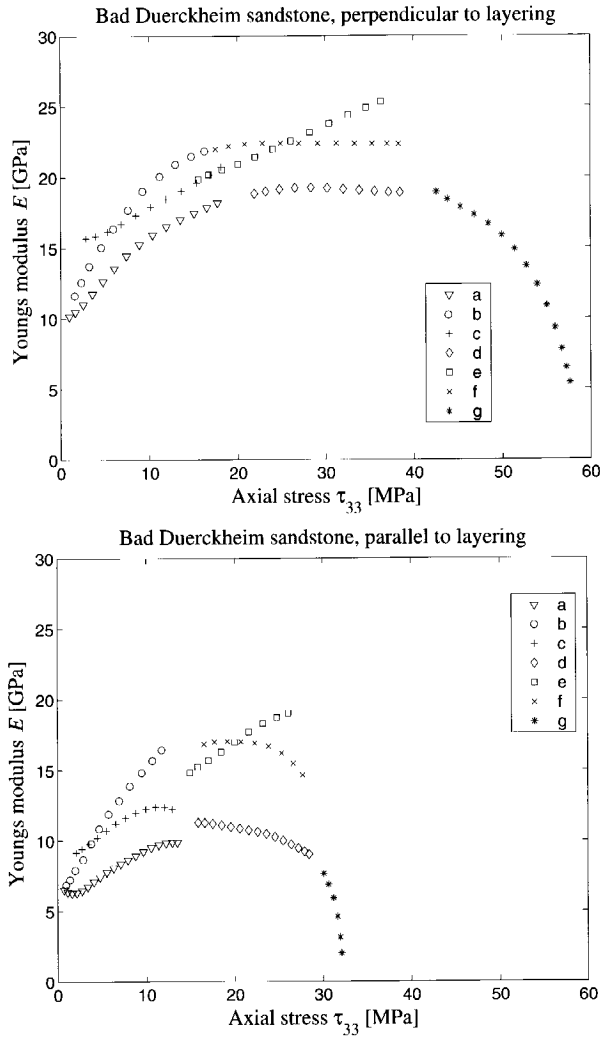 Bad Duerckheim sandstone, perpendicular to layering
30
25
20
15
10
5
0
Youngs modulus E [GPa]
a
b
c
d
e
f
g
0 10 20 30 40 50 60
Axial stress τ33 [MPa]
Bad Duerckheim sandstone, parallel to layering
30
25
20
15
10
5
0
Youngs modulus E [GPa]
a
b
c
d
e
f
g
0 10 20 30 40 50 60
Axial stress τ33 [MPa]